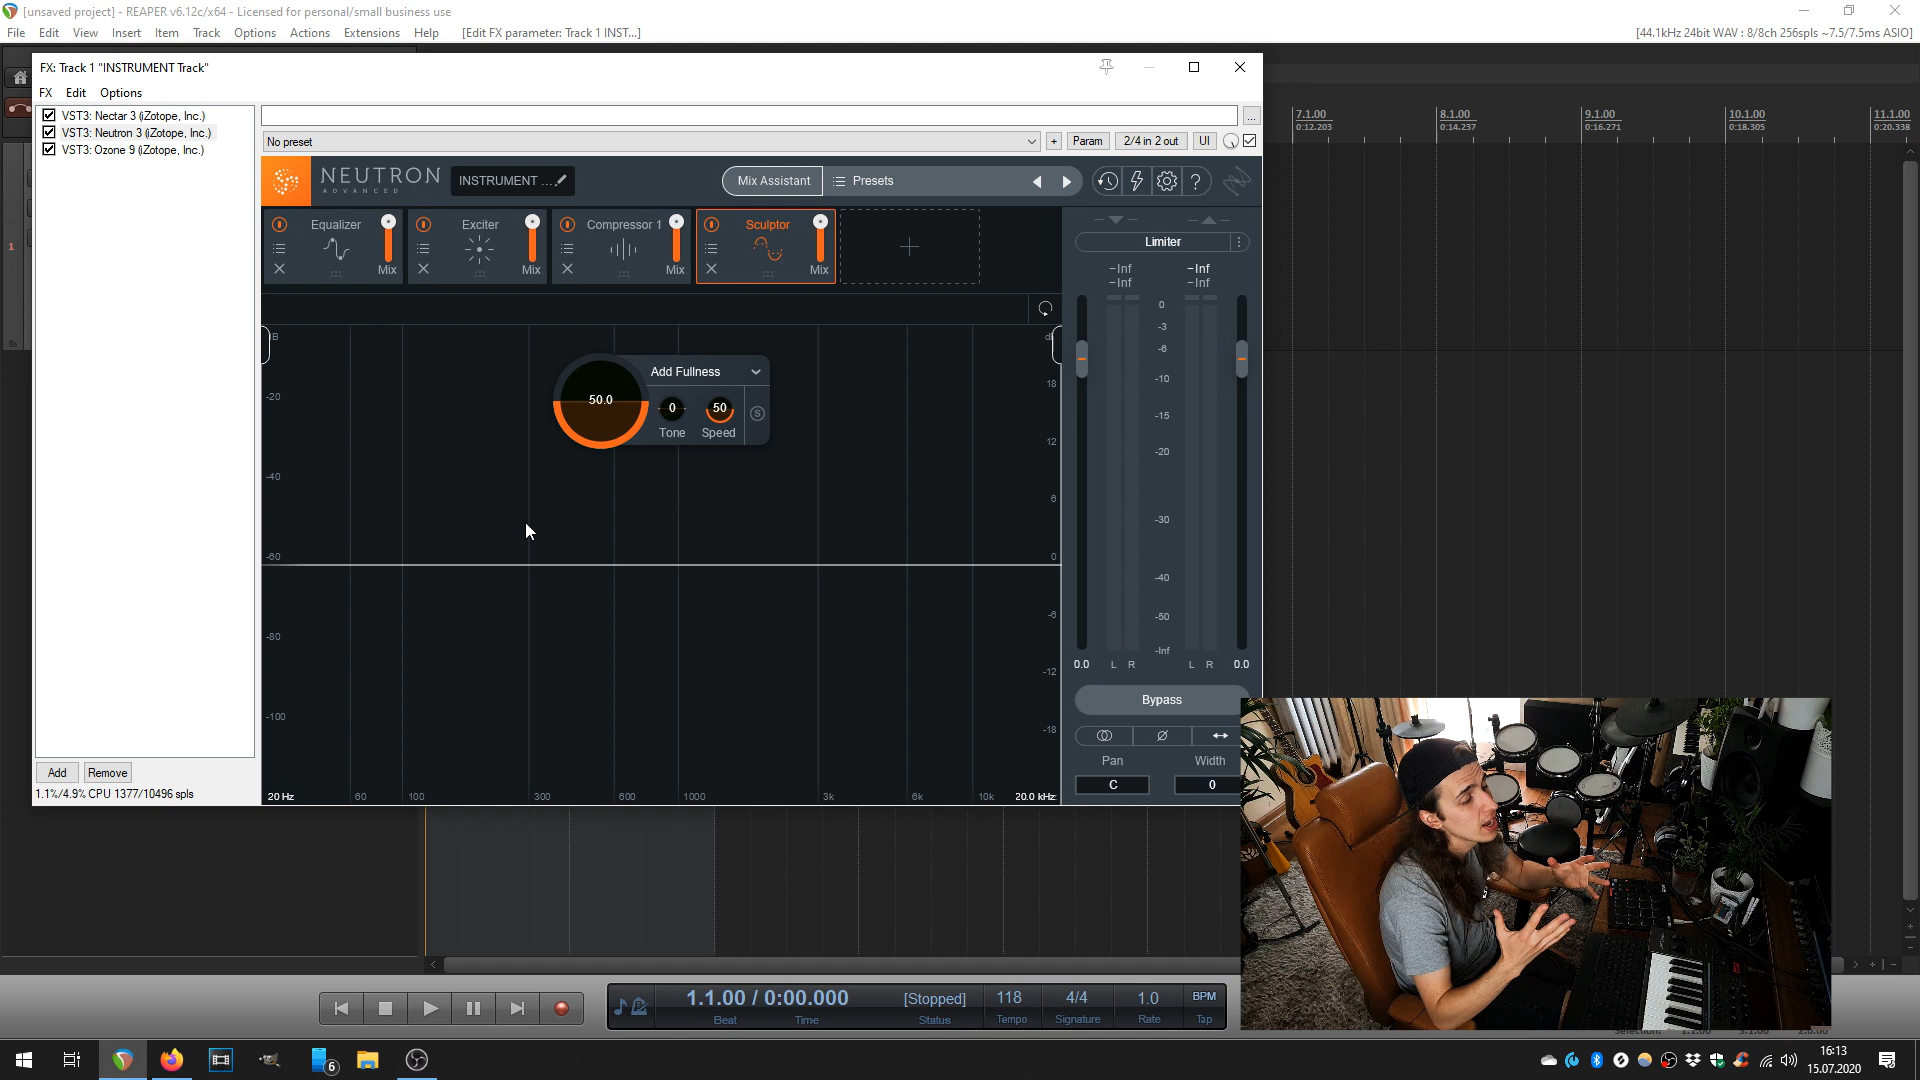 [unsaved project] - REAPER v6.12c/x64 - Licensed for personal/small business use
File Edit View Insert Item Track Options Actions Extensions Help [Edit FX parameter: Track 1 INST...]
[44.1kHz 24bit WAV : 8/8ch 256spls ~7.5/7.5ms ASIO]
FX: Track 1 "INSTRUMENT Track"
FX Edit Options
VST3: Nectar 3 (iZotope, Inc.)
VST3: Neutron 3 (iZotope, Inc.)
VST3: Ozone 9 (iZotope, Inc.)
...
No preset
+ Param 2/4 in 2 out UI
NEUTRON
ADVANCED
INSTRUMENT ...
Mix Assistant
Presets
?
Equalizer
Mix
Exciter
Mix
Compressor 1
Mix
Sculptor
Mix
Limiter
-Inf -Inf
-Inf -Inf
Add Fullness
50.0
0 50 S
Tone Speed
-20
-40
-60
-80
-100
18
12
6
0
-6
-12
-18
20 Hz 60 100 300 600 1000 3k 6k 10k 20.0 kHz
0
-3
-6
-10
-15
-20
-30
-40
-50
-Inf
0.0 L R L R 0.0
Bypass
Pan Width
C 0
Add Remove
1.1%/4.9% CPU 1377/10496 spls
1
7.1.00
0:12.203
8.1.00
0:14.237
9.1.00
0:16.271
10.1.00
0:18.305
11.1.00
0:20.338
1.1.00 / 0:00.000
Beat Time
[Stopped]
Status
118
Tempo
4/4
Signature
1.0
Rate
BPM
Tap
6
16:13
15.07.2020